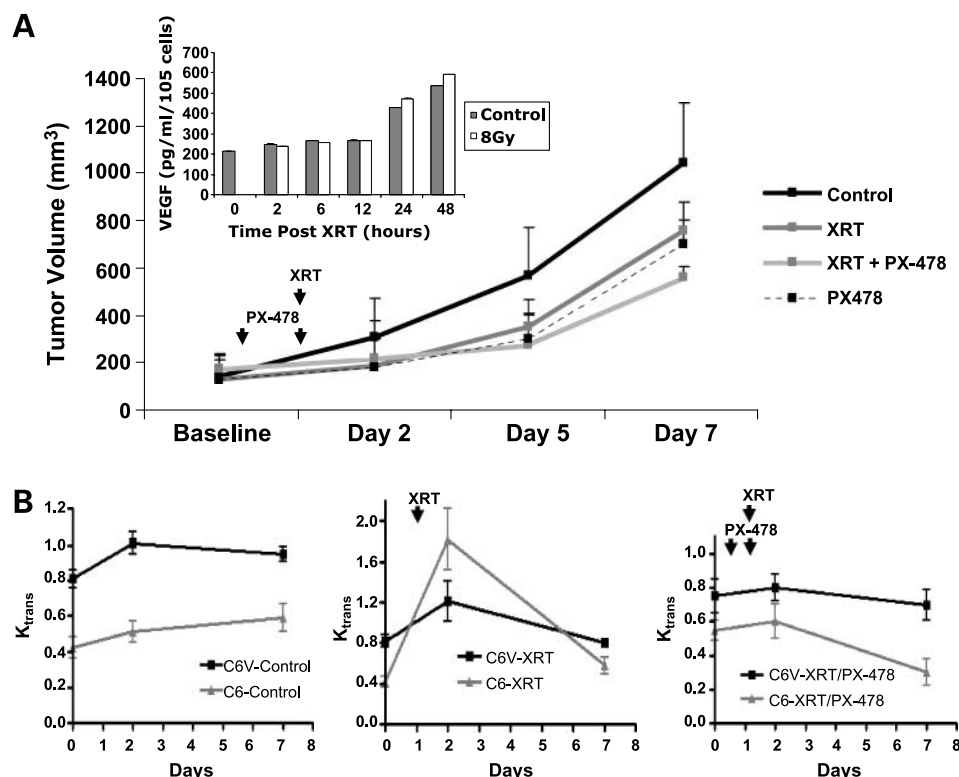 A
VEGF (pg/ml/105 cells)
700
600
500
400
300
200
100
0
0 2 6 12 24 48
Time Post XRT (hours)
Control
8Gy
Tumor Volume (mm³)
1400
1200
1000
800
600
400
200
0
XRT
PX-478
Baseline Day 2 Day 5 Day 7
Control
XRT
XRT + PX-478
PX478
B
Ktrans
1.2
1.0
0.8
0.6
0.4
0.2
0.0
C6V-Control
C6-Control
0 1 2 3 4 5 6 7 8
Days
XRT
Ktrans
2.0
1.6
1.2
0.8
0.4
0.0
C6V-XRT
C6-XRT
0 1 2 3 4 5 6 7 8
Days
XRT
PX-478
Ktrans
1.0
0.8
0.6
0.4
0.2
0.0
C6V-XRT/PX-478
C6-XRT/PX-478
0 1 2 3 4 5 6 7 8
Days